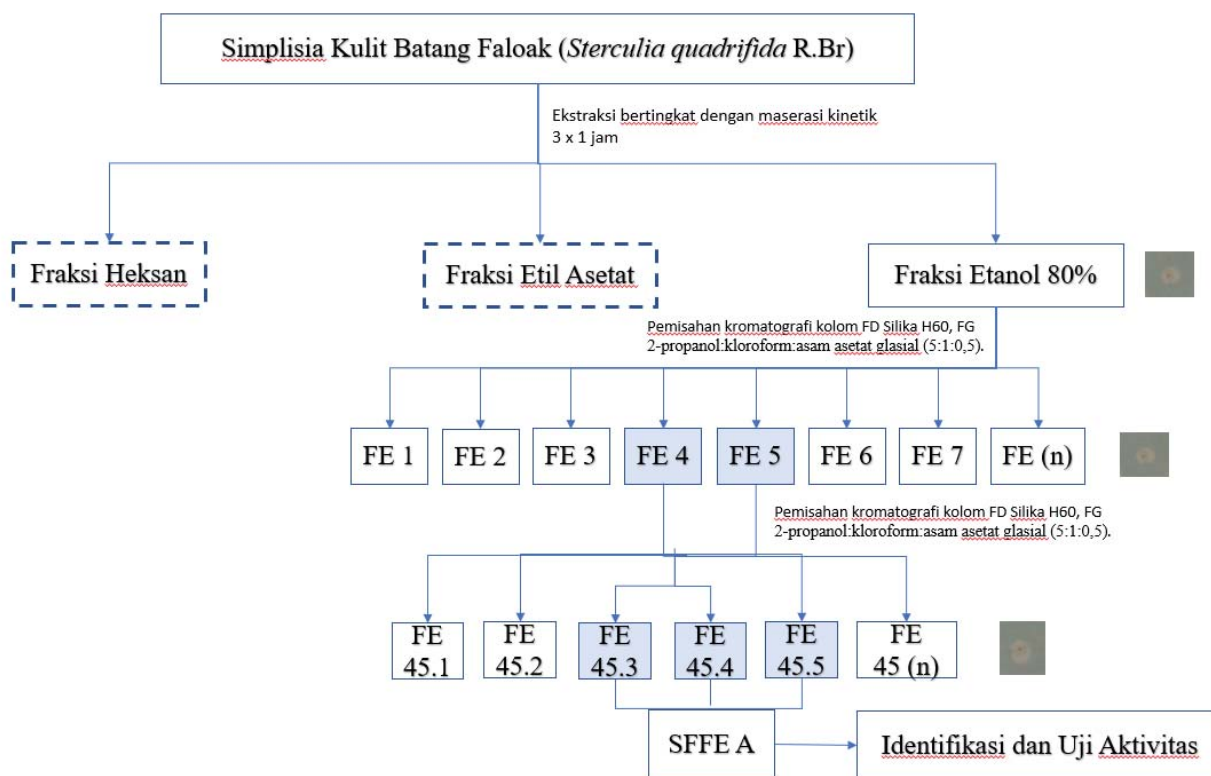 Simplisia Kulit Batang Faloak (Sterculia quadrifida R.Br)
Ekstraksi bertingkat dengan maserasi kinetik
3 x 1 jam
Fraksi Heksan
Fraksi Etil Asetat
Fraksi Etanol 80%
Pemisahan kromatografi kolom FD Silika H60, FG
2-propanol:kloroform:asam asetat glasial (5:1:0,5).
FE 1
FE 2
FE 3
FE 4
FE 5
FE 6
FE 7
FE (n)
Pemisahan kromatografi kolom FD Silika H60, FG
2-propanol:kloroform:asam asetat glasial (5:1:0,5).
FE
45.1
FE
45.2
FE
45.3
FE
45.4
FE
45.5
FE
45 (n)
SFFE A
Identifikasi dan Uji Aktivitas